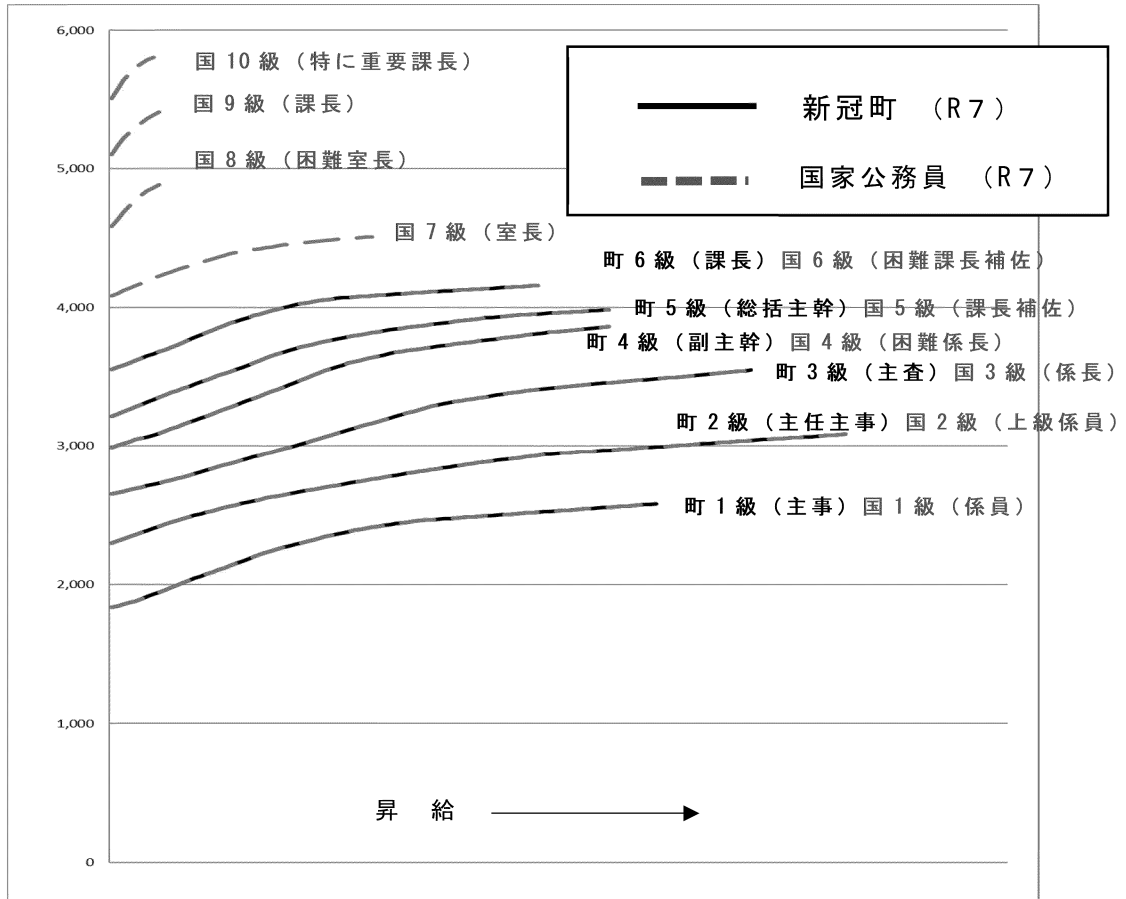 6,000
国10級（特に重要課長）
国9級（課長）
新冠町　（R７）
国8級（困難室長）
5,000
国家公務員　（R７）
国7級（室長）
町6級（課長）国6級（困難課長補佐）
4,000
町5級（総括主幹）国5級（課長補佐）
町4級（副主幹）国4級（困難係長）
町3級（主査）国3級（係長）
町2級（主任主事）国2級（上級係員）
3,000
町1級（主事）国1級（係員）
2,000
1,000
昇　給
0